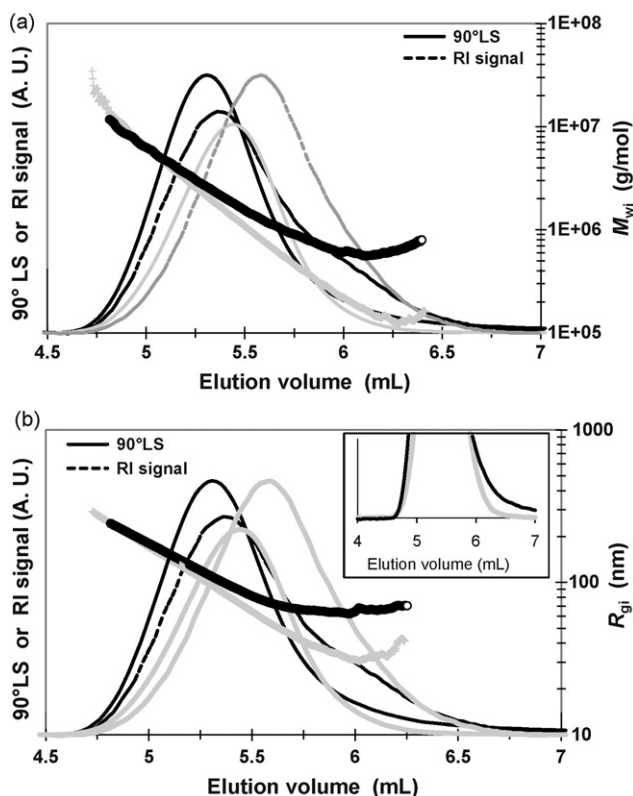 (a)
90°LS
RI signal
90° LS or RI signal (A. U.)
1E+08
1E+07
1E+06
1E+05
Mwi (g/mol)
4.5 5 5.5 6 6.5 7
Elution volume (mL)
(b)
90°LS
RI signal
90°LS or RI signal (A. U.)
4 5 6 7
Elution volume (mL)
1000
100
10
Rgi (nm)
4.5 5 5.5 6 6.5 7
Elution volume (mL)